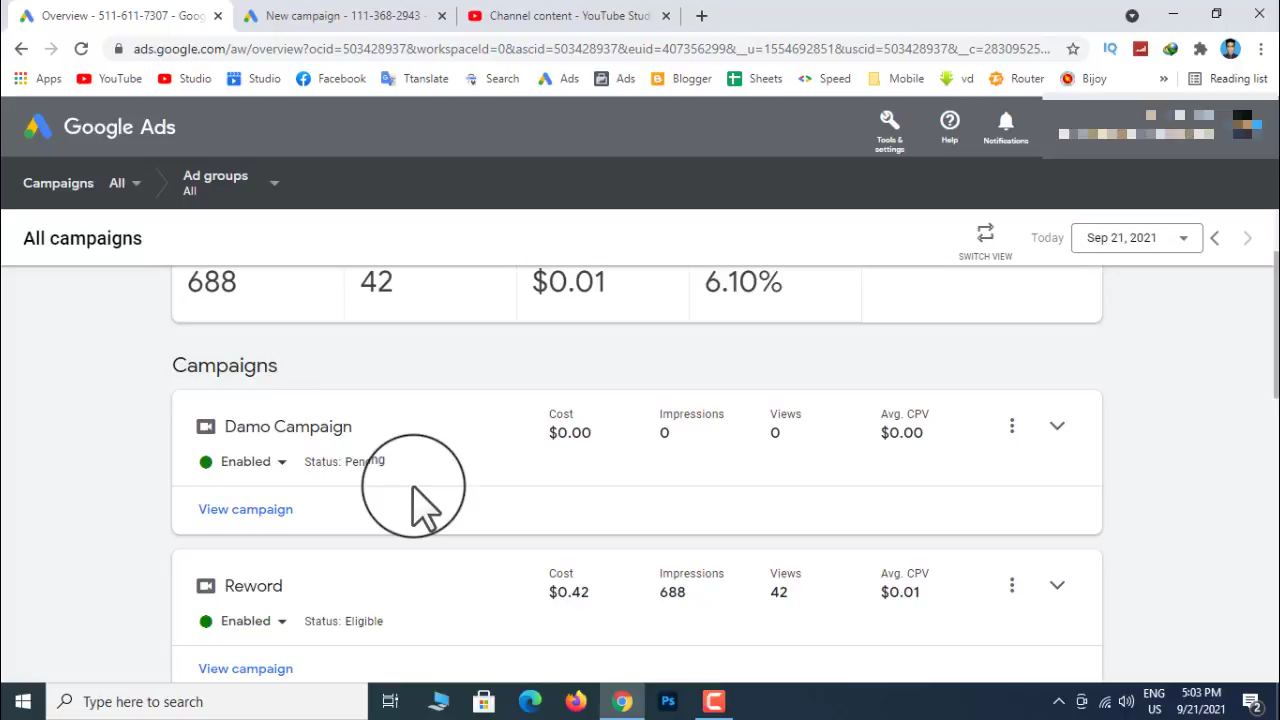 Overview - 511-611-7307 - Goog
New campaign - 111-368-2943 -
Channel content - YouTube Stud
ads.google.com/aw/overview?ocid=503428937&workspaceId=0&ascid=503428937&euid=407356299&__u=1554692851&uscid=503428937&__c=28309525...
IQ
Apps YouTube Studio Studio Facebook Translate Search Ads Ads Blogger Sheets Speed Mobile vd Router Bijoy » Reading list
Google Ads
Tools & settings
Help
Notifications
Campaigns All
Ad groups
All
All campaigns
SWITCH VIEW
Today
Sep 21, 2021
688 42 $0.01 6.10%
Campaigns
Damo Campaign
Cost Impressions Views Avg. CPV
$0.00 0 0 $0.00
Enabled Status: Pending
View campaign
Reword
Cost Impressions Views Avg. CPV
$0.42 688 42 $0.01
Enabled Status: Eligible
View campaign
Type here to search
Ps
ENG
US
5:03 PM
9/21/2021
2